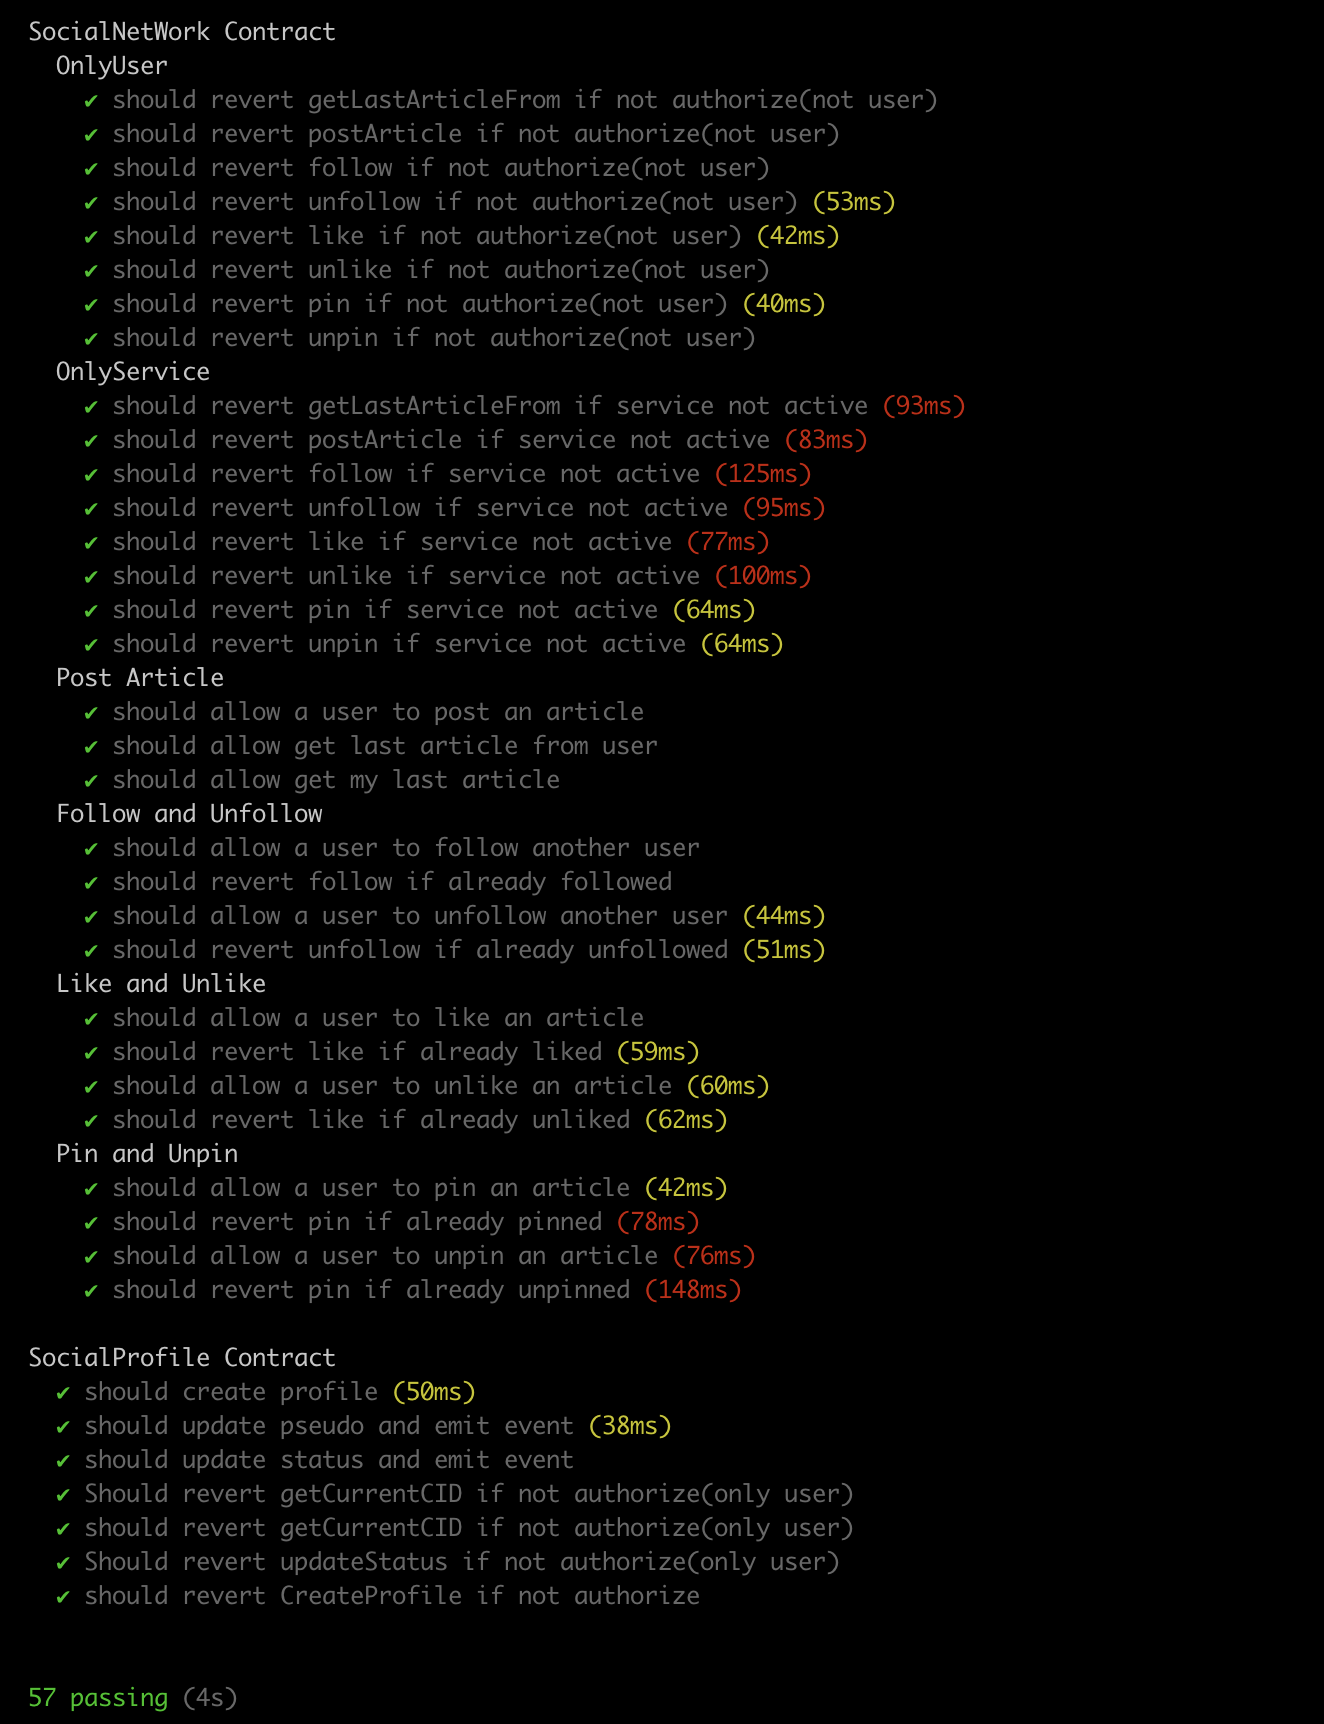 SocialNetWork Contract
OnlyUser
✔ should revert getLastArticleFrom if not authorize(not user)
✔ should revert postArticle if not authorize(not user)
✔ should revert follow if not authorize(not user)
✔ should revert unfollow if not authorize(not user) (53ms)
✔ should revert like if not authorize(not user) (42ms)
✔ should revert unlike if not authorize(not user)
✔ should revert pin if not authorize(not user) (40ms)
✔ should revert unpin if not authorize(not user)
OnlyService
✔ should revert getLastArticleFrom if service not active (93ms)
✔ should revert postArticle if service not active (83ms)
✔ should revert follow if service not active (125ms)
✔ should revert unfollow if service not active (95ms)
✔ should revert like if service not active (77ms)
✔ should revert unlike if service not active (100ms)
✔ should revert pin if service not active (64ms)
✔ should revert unpin if service not active (64ms)
Post Article
✔ should allow a user to post an article
✔ should allow get last article from user
✔ should allow get my last article
Follow and Unfollow
✔ should allow a user to follow another user
✔ should revert follow if already followed
✔ should allow a user to unfollow another user (44ms)
✔ should revert unfollow if already unfollowed (51ms)
Like and Unlike
✔ should allow a user to like an article
✔ should revert like if already liked (59ms)
✔ should allow a user to unlike an article (60ms)
✔ should revert like if already unliked (62ms)
Pin and Unpin
✔ should allow a user to pin an article (42ms)
✔ should revert pin if already pinned (78ms)
✔ should allow a user to unpin an article (76ms)
✔ should revert pin if already unpinned (148ms)
SocialProfile Contract
✔ should create profile (50ms)
✔ should update pseudo and emit event (38ms)
✔ should update status and emit event
✔ Should revert getCurrentCID if not authorize(only user)
✔ should revert getCurrentCID if not authorize(only user)
✔ Should revert updateStatus if not authorize(only user)
✔ should revert CreateProfile if not authorize
57 passing (4s)